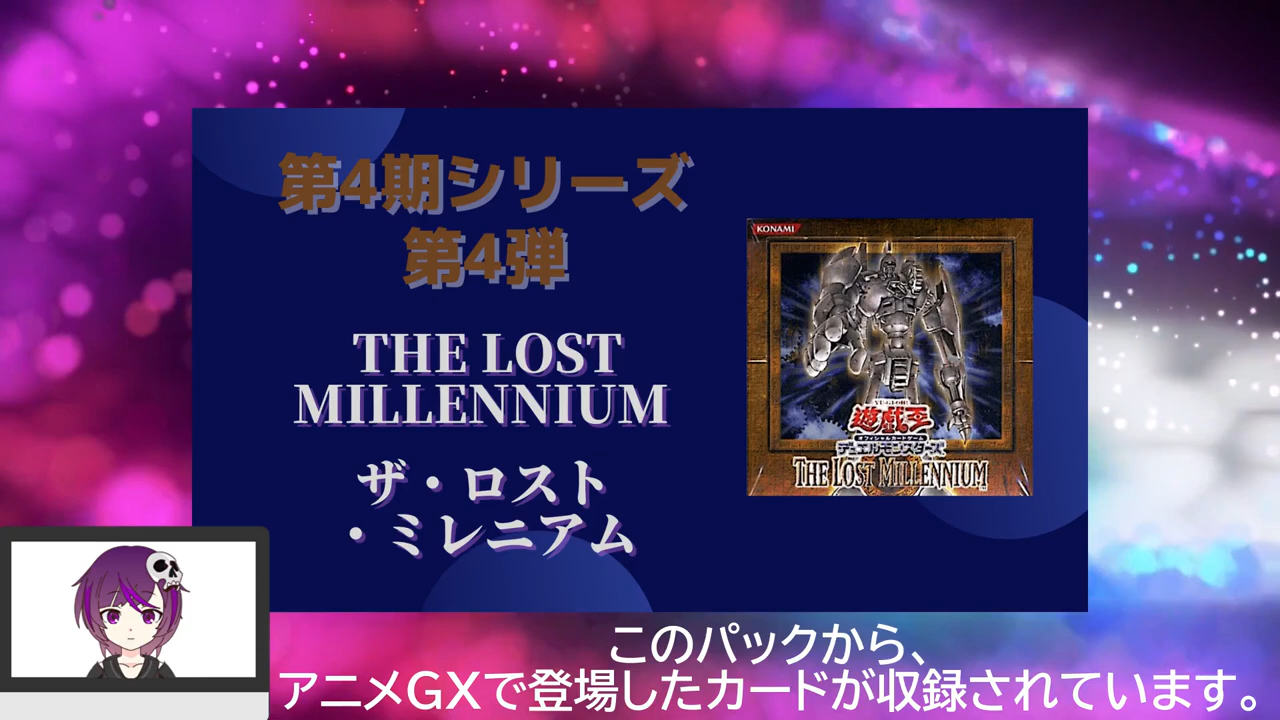 第4期シリーズ
第4弾
THE LOST
MILLENNIUM
ザ・ロスト
・ミレニアム
KONAMI
YU-GI-OH!
遊戯王
オフィシャルカードゲーム
デュエルモンスターズ
THE LOST MILLENNIUM
このパックから、
アニメGXで登場したカードが収録されています。